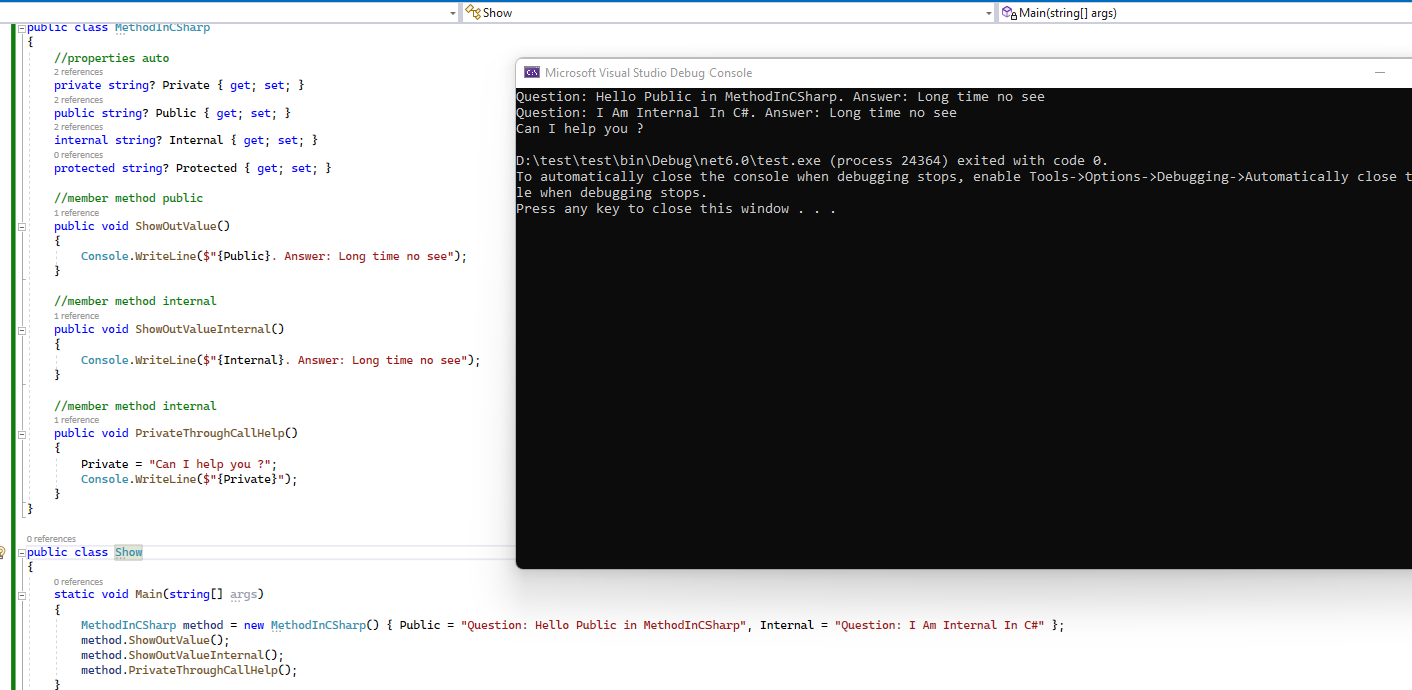 Show
Main(string[] args)
public class MethodInCSharp
{
//properties auto
2 references
private string? Private { get; set; }
2 references
public string? Public { get; set; }
2 references
internal string? Internal { get; set; }
0 references
protected string? Protected { get; set; }
//member method public
1 reference
public void ShowOutValue()
{
Console.WriteLine($"{Public}. Answer: Long time no see");
}
//member method internal
1 reference
public void ShowOutValueInternal()
{
Console.WriteLine($"{Internal}. Answer: Long time no see");
}
//member method internal
1 reference
public void PrivateThroughCallHelp()
{
Private = "Can I help you ?";
Console.WriteLine($"{Private}");
}
}
0 references
public class Show
{
0 references
static void Main(string[] args)
{
MethodInCSharp method = new MethodInCSharp() { Public = "Question: Hello Public in MethodInCSharp", Internal = "Question: I Am Internal In C#" };
method.ShowOutValue();
method.ShowOutValueInternal();
method.PrivateThroughCallHelp();
}
Microsoft Visual Studio Debug Console
Question: Hello Public in MethodInCSharp. Answer: Long time no see
Question: I Am Internal In C#. Answer: Long time no see
Can I help you ?
D:\test\test\bin\Debug\net6.0\test.exe (process 24364) exited with code 0.
To automatically close the console when debugging stops, enable Tools->Options->Debugging->Automatically close t
le when debugging stops.
Press any key to close this window . . .